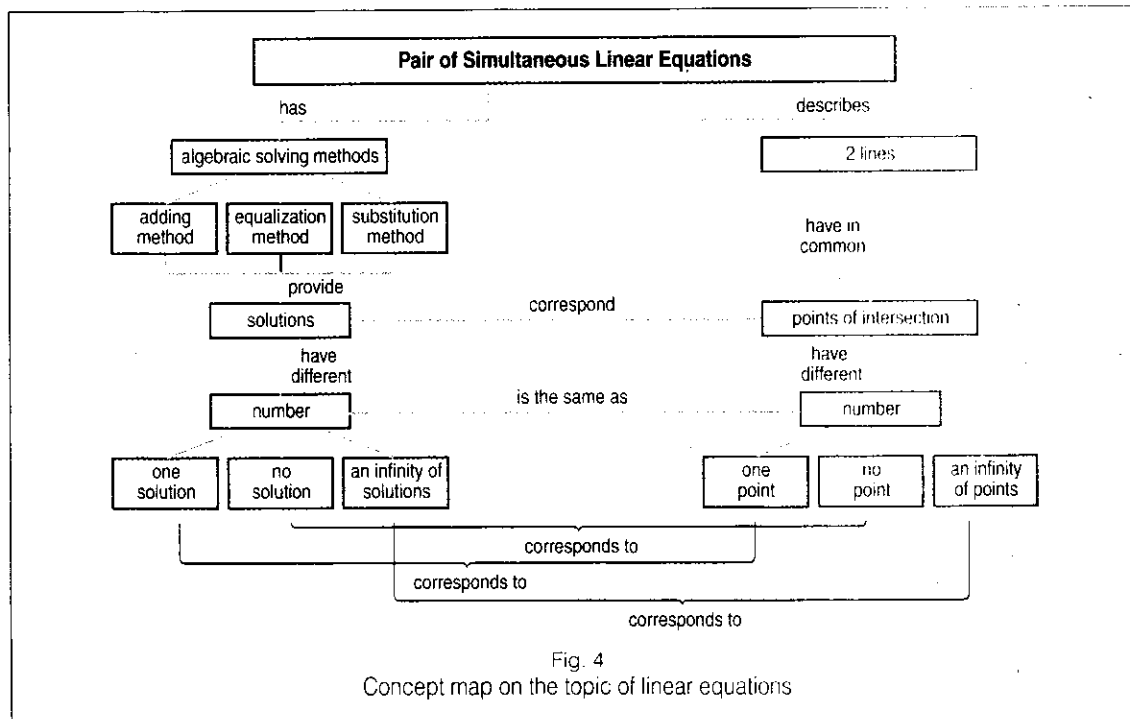 Pair of Simultaneous Linear Equations
has
describes
algebraic solving methods
2 lines
adding
method
equalization
method
substitution
method
have in
common
provide
solutions
correspond
points of intersection
have
different
have
different
number
is the same as
number
one
solution
no
solution
an infinity of
solutions
one
point
no
point
an infinity
of points
corresponds to
corresponds to
corresponds to
Fig. 4
Concept map on the topic of linear equations